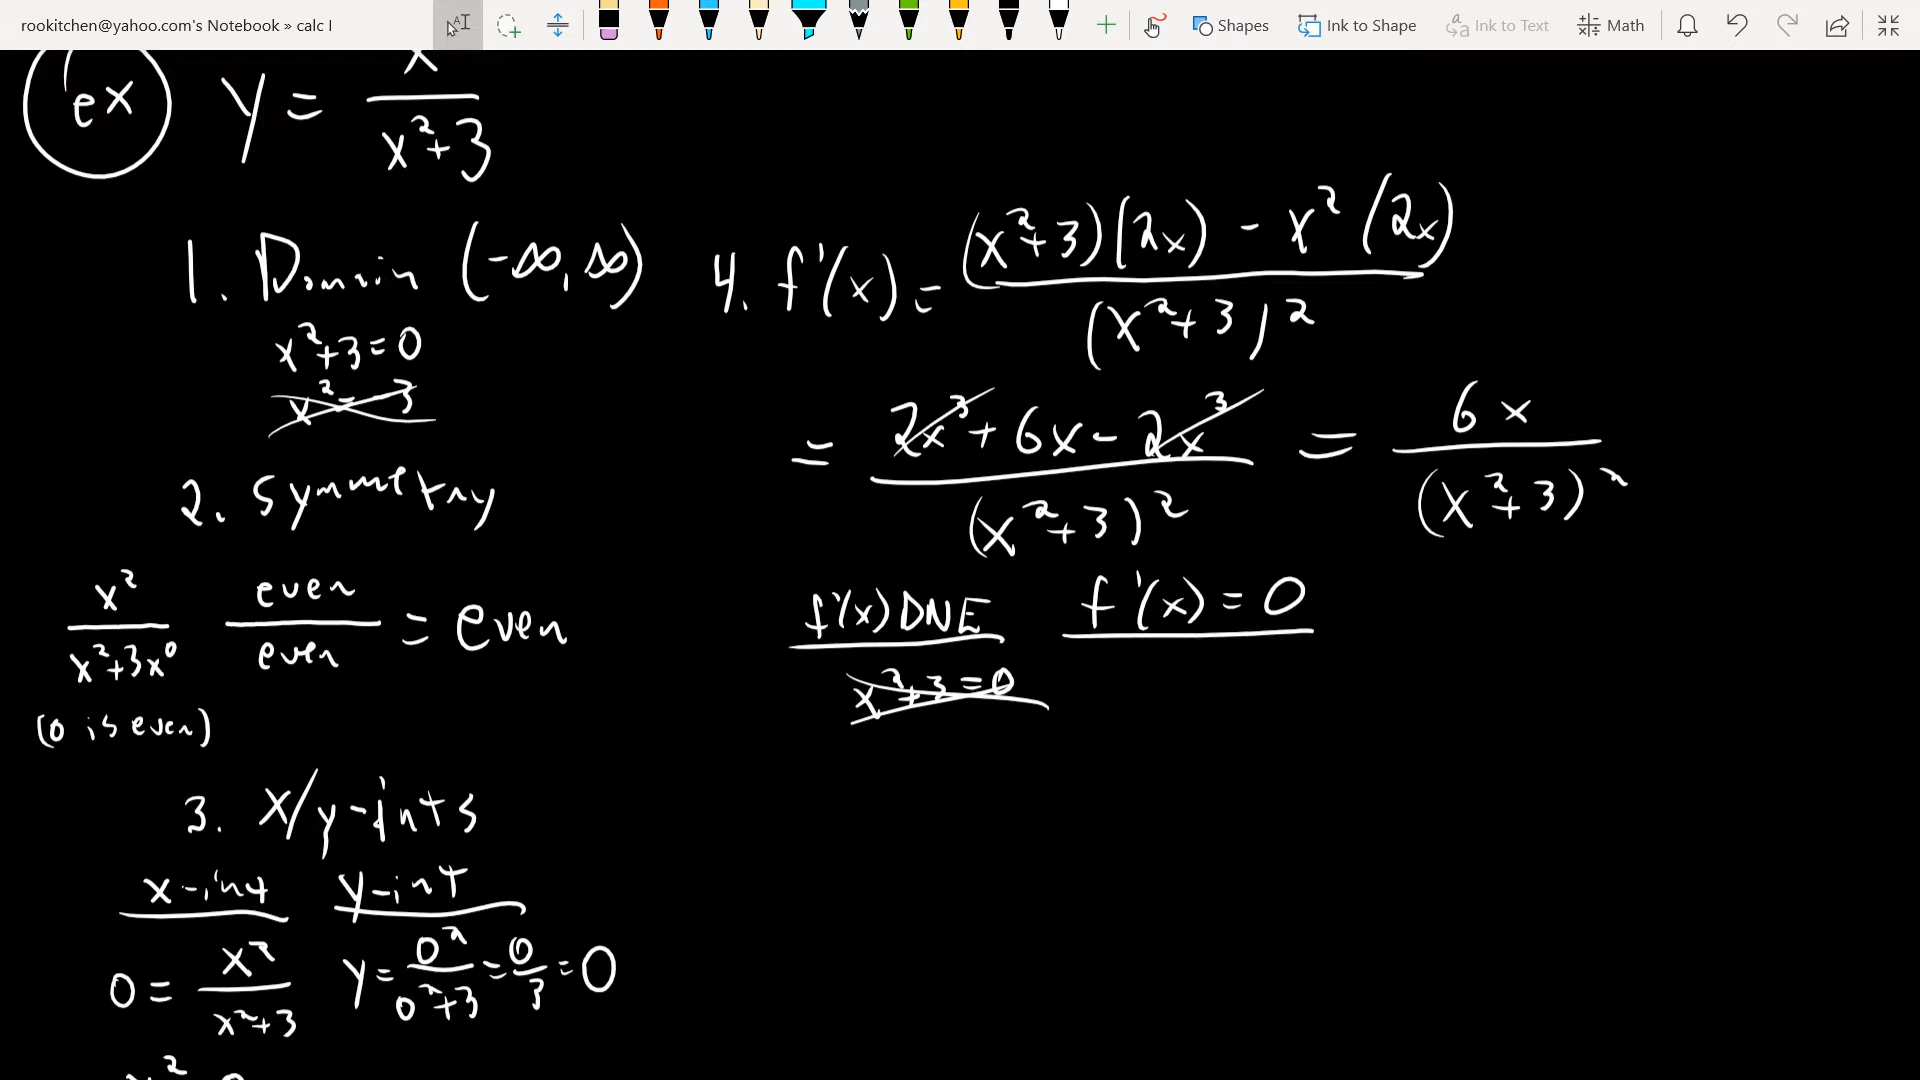 rookitchen@yahoo.com's Notebook » calc I
Shapes
Ink to Shape
Ink to Text
Math
ex y = x / x²+3
1. Domain (-∞, ∞)
x²+3=0
x²=-3
2. Symmetry
x² / x²+3x⁰ even / even = even
(0 is even)
3. x/y-ints
x-int y-int
0 = x² / x²+3 y = 0² / 0²+3 = 0/3 = 0
4. f'(x) = (x²+3)(2x) - x²(2x) / (x²+3)²
= 2x³+6x-2x³ / (x²+3)² = 6x / (x²+3)²
f'(x) DNE f'(x) = 0
x²+3=0